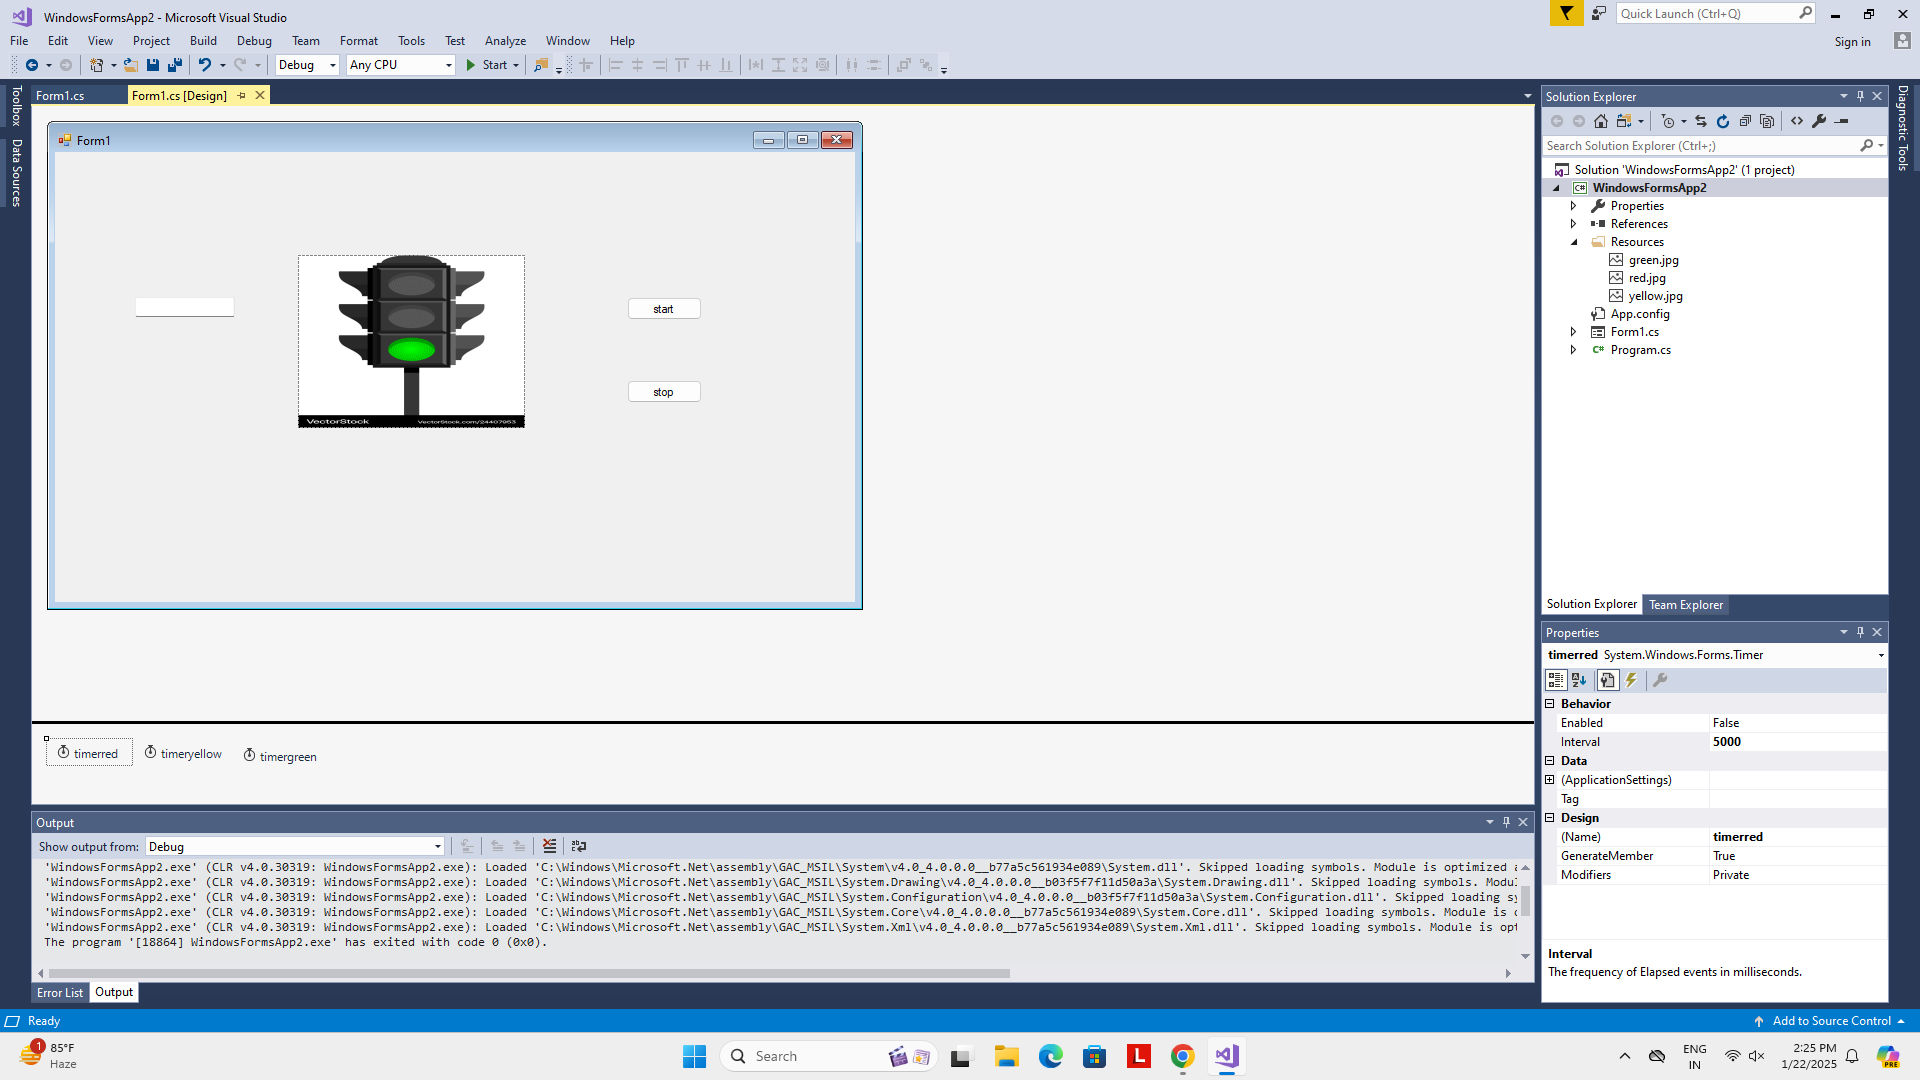 WindowsFormsApp2 - Microsoft Visual Studio
Quick Launch (Ctrl+Q)
File Edit View Project Build Debug Team Format Tools Test Analyze Window Help
Sign in
Debug Any CPU Start
Toolbox
Data Sources
Form1.cs Form1.cs [Design]
Form1
start
stop
VectorStock VectorStock.com/24407953
timerred timeryellow timergreen
Output
Show output from: Debug
'WindowsFormsApp2.exe' (CLR v4.0.30319: WindowsFormsApp2.exe): Loaded 'C:\Windows\Microsoft.Net\assembly\GAC_MSIL\System\v4.0_4.0.0.0__b77a5c561934e089\System.dll'. Skipped loading symbols. Module is optimized
'WindowsFormsApp2.exe' (CLR v4.0.30319: WindowsFormsApp2.exe): Loaded 'C:\Windows\Microsoft.Net\assembly\GAC_MSIL\System.Drawing\v4.0_4.0.0.0__b03f5f7f11d50a3a\System.Drawing.dll'. Skipped loading symbols.
'WindowsFormsApp2.exe' (CLR v4.0.30319: WindowsFormsApp2.exe): Loaded 'C:\Windows\Microsoft.Net\assembly\GAC_MSIL\System.Configuration\v4.0_4.0.0.0__b03f5f7f11d50a3a\System.Configuration.dll'. Skipped loading
'WindowsFormsApp2.exe' (CLR v4.0.30319: WindowsFormsApp2.exe): Loaded 'C:\Windows\Microsoft.Net\assembly\GAC_MSIL\System.Core\v4.0_4.0.0.0__b77a5c561934e089\System.Core.dll'. Skipped loading symbols. Module is
'WindowsFormsApp2.exe' (CLR v4.0.30319: WindowsFormsApp2.exe): Loaded 'C:\Windows\Microsoft.Net\assembly\GAC_MSIL\System.Xml\v4.0_4.0.0.0__b77a5c561934e089\System.Xml.dll'. Skipped loading symbols. Module is opt
The program '[18864] WindowsFormsApp2.exe' has exited with code 0 (0x0).
Error List Output
Solution Explorer
Search Solution Explorer (Ctrl+;)
Solution 'WindowsFormsApp2' (1 project)
C# WindowsFormsApp2
Properties
References
Resources
green.jpg
red.jpg
yellow.jpg
App.config
Form1.cs
C# Program.cs
Solution Explorer Team Explorer
Properties
timerred System.Windows.Forms.Timer
Behavior
Enabled False
Interval 5000
Data
(ApplicationSettings)
Tag
Design
(Name) timerred
GenerateMember True
Modifiers Private
Interval
The frequency of Elapsed events in milliseconds.
Diagnostic Tools
Ready
Add to Source Control
1
85°F
Haze
Search
L
ENG
IN
2:25 PM
1/22/2025
PRE